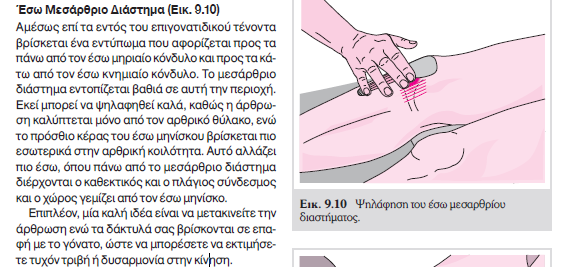 Έσω Μεσάρθριο Διάστημα (Εικ. 9.10)
Αμέσως επί τα εντός του επιγονατιδικού τένοντα
βρίσκεται ένα εντύπωμα που αφορίζεται προς τα
πάνω από τον έσω μηριαίο κόνδυλο και προς τα κά-
τω από τον έσω κνημιαίο κόνδυλο. Το μεσάρθριο
διάστημα εντοπίζεται βαθιά σε αυτή την περιοχή.
Εκεί μπορεί να ψηλαφηθεί καλά, καθώς η άρθρω-
ση καλύπτεται μόνο από τον αρθρικό θύλακο, ενώ
το πρόσθιο κέρας του έσω μηνίσκου βρίσκεται πιο
εσωτερικά στην αρθρική κοιλότητα. Αυτό αλλάζει
πιο έσω, όπου πάνω από το μεσάρθριο διάστημα
διέρχονται ο καθεκτικός και ο πλάγιος σύνδεσμος
και ο χώρος γεμίζει από τον έσω μηνίσκο.
Επιπλέον, μία καλή ιδέα είναι να μετακινείτε την
άρθρωση ενώ τα δάκτυλά σας βρίσκονται σε επα-
φή με το γόνατο, ώστε να μπορέσετε να εκτιμήσε-
τε τυχόν τριβή ή δυσαρμονία στην κίνηση.
Εικ. 9.10 Ψηλάφηση του έσω μεσαρθρίου
διαστήματος.